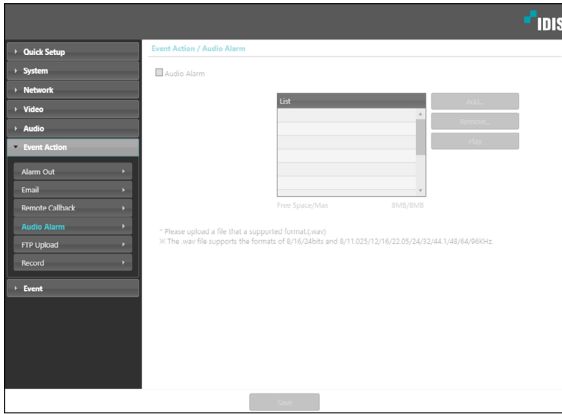 IDIS
Quick Setup
Event Action / Audio Alarm
System
Audio Alarm
Network
Video
List
Add...
Audio
Remove...
Event Action
Play
Alarm Out
Email
Remote Callback
Free Space/Max 8MB/8MB
Audio Alarm
* Please upload a file that a supported format.(.wav)
FTP Upload
※ The .wav file supports the formats of 8/16/24bits and 8/11.025/12/16/22.05/24/32/44.1/48/64/96KHz.
Record
Event
Save